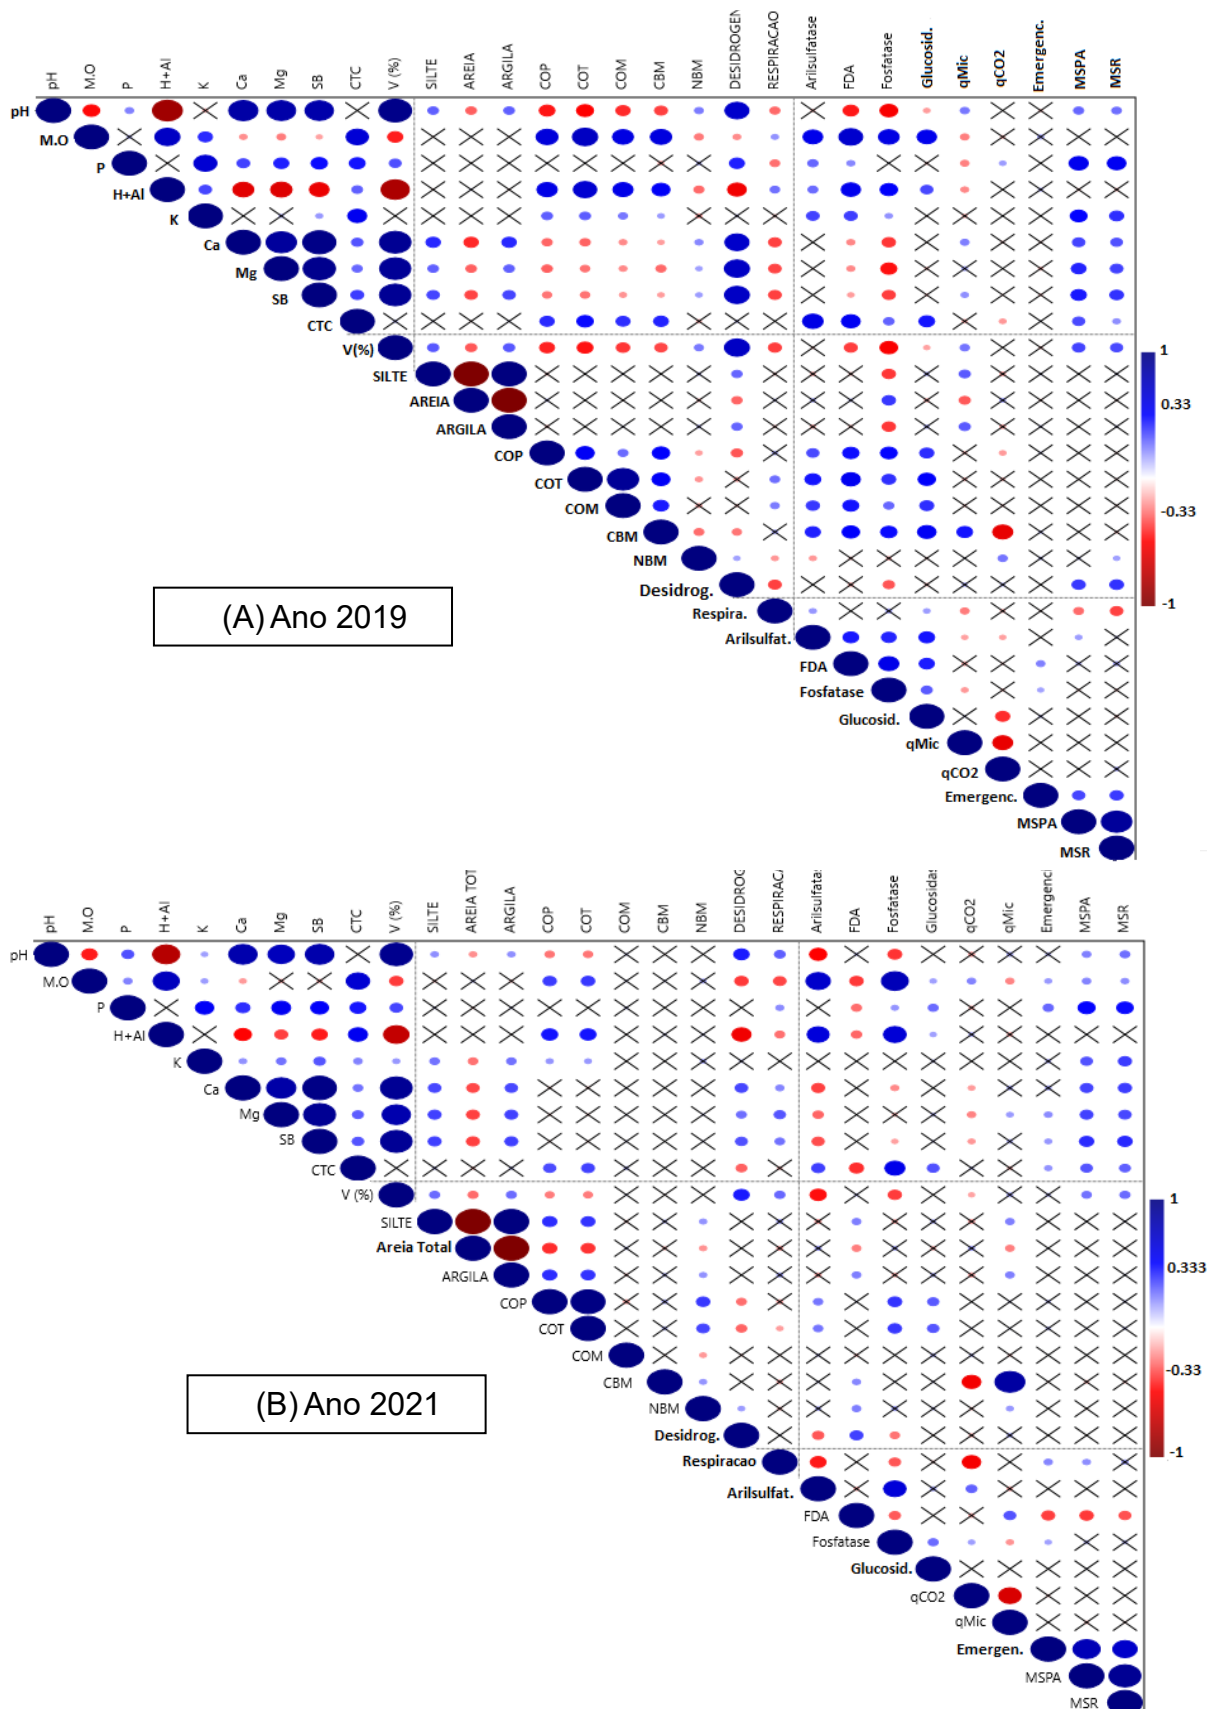 pH M.O P H+Al K Ca Mg SB CTC V (%) SILTE AREIA ARGILA COP COT COM CBM NBM DESIDROGEN RESPIRACAO Arilsulfatase FDA Fosfatase Glucosid. qMic qCO2 Emergenc. MSPA MSR
pH
M.O
P
H+Al
K
Ca
Mg
SB
CTC
V(%)
SILTE
AREIA
ARGILA
COP
COT
COM
CBM
NBM
Desidrog.
Respira.
Arilsulfat.
FDA
Fosfatase
Glucosid.
qMic
qCO2
Emergenc.
MSPA
MSR
1
0.33
-0.33
-1
(A) Ano 2019
pH M.O P H+Al K Ca Mg SB CTC V (%) SILTE AREIA TOT ARGILA COP COT COM CBM NBM DESIDROG RESPIRAÇA Arilsulfata: FDA Fosfatase Glucosida: qCO2 qMic Emergenci MSPA MSR
pH
M.O
P
H+Al
K
Ca
Mg
SB
CTC
V (%)
SILTE
Areia Total
ARGILA
COP
COT
COM
CBM
NBM
Desidrog.
Respiracao
Arilsulfat.
FDA
Fosfatase
Glucosid.
qCO2
qMic
Emergen.
MSPA
MSR
1
0.333
-0.33
-1
(B) Ano 2021